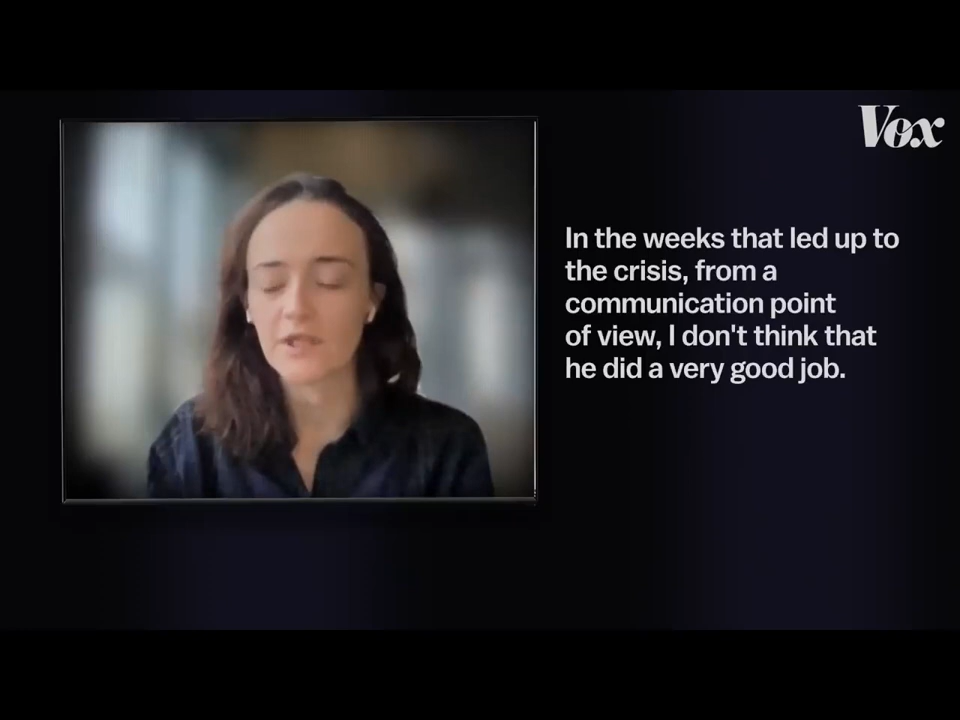 Vox
In the weeks that led up to
the crisis, from a
communication point
of view, I don't think that
he did a very good job.